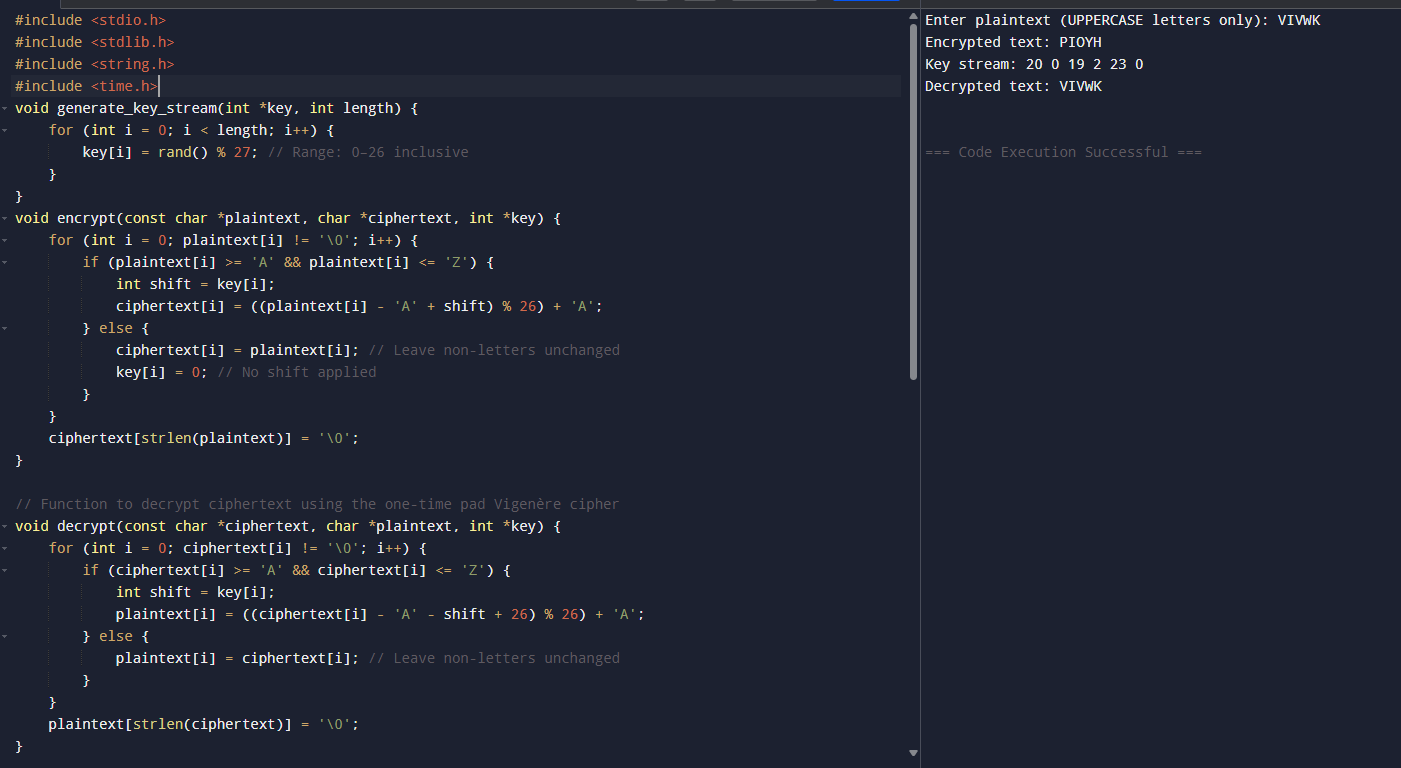 #include <stdio.h>
#include <stdlib.h>
#include <string.h>
#include <time.h>
void generate_key_stream(int *key, int length) {
    for (int i = 0; i < length; i++) {
        key[i] = rand() % 27; // Range: 0–26 inclusive
    }
}
void encrypt(const char *plaintext, char *ciphertext, int *key) {
    for (int i = 0; plaintext[i] != '\0'; i++) {
        if (plaintext[i] >= 'A' && plaintext[i] <= 'Z') {
            int shift = key[i];
            ciphertext[i] = ((plaintext[i] - 'A' + shift) % 26) + 'A';
        } else {
            ciphertext[i] = plaintext[i]; // Leave non-letters unchanged
            key[i] = 0; // No shift applied
        }
    }
    ciphertext[strlen(plaintext)] = '\0';
}
// Function to decrypt ciphertext using the one-time pad Vigenère cipher
void decrypt(const char *ciphertext, char *plaintext, int *key) {
    for (int i = 0; ciphertext[i] != '\0'; i++) {
        if (ciphertext[i] >= 'A' && ciphertext[i] <= 'Z') {
            int shift = key[i];
            plaintext[i] = ((ciphertext[i] - 'A' - shift + 26) % 26) + 'A';
        } else {
            plaintext[i] = ciphertext[i]; // Leave non-letters unchanged
        }
    }
    plaintext[strlen(ciphertext)] = '\0';
}
Enter plaintext (UPPERCASE letters only): VIVWK
Encrypted text: PIOYH
Key stream: 20 0 19 2 23 0
Decrypted text: VIVWK
=== Code Execution Successful ===